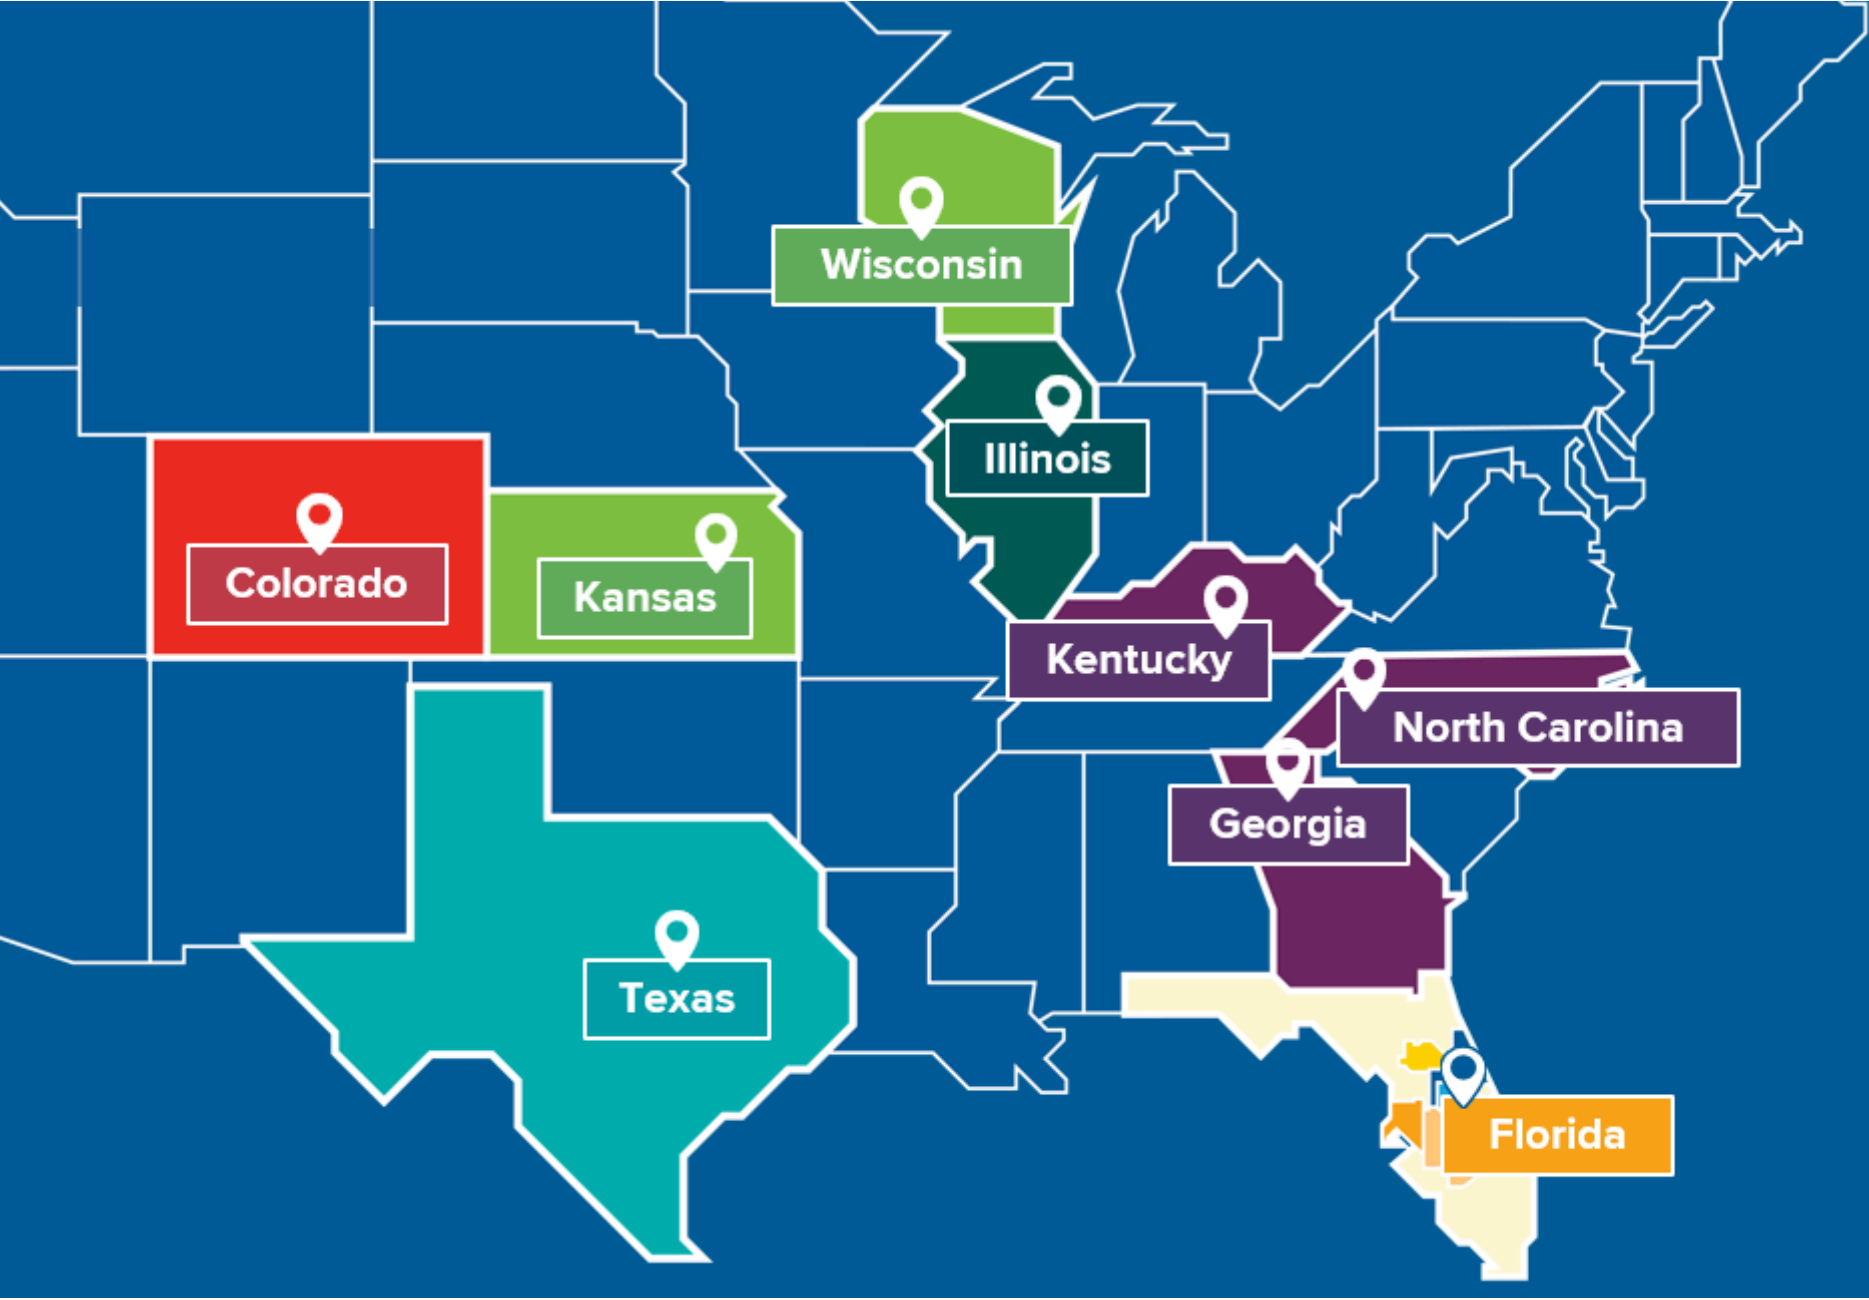 Wisconsin
Illinois
Colorado
Kansas
Kentucky
North Carolina
Georgia
Texas
Florida